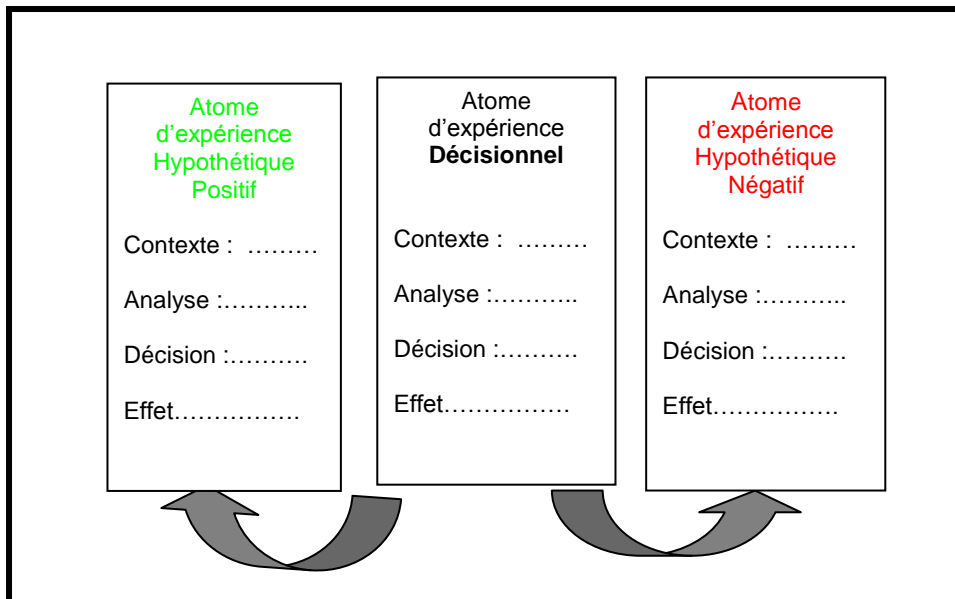 Atome
d’expérience
Hypothétique
Positif
Contexte : ………
Analyse :………..
Décision :……….
Effet…………….
Atome
d’expérience
Décisionnel
Contexte : ………
Analyse :………..
Décision :……….
Effet………………
Atome
d’expérience
Hypothétique
Négatif
Contexte : ………
Analyse :………..
Décision :……….
Effet………………